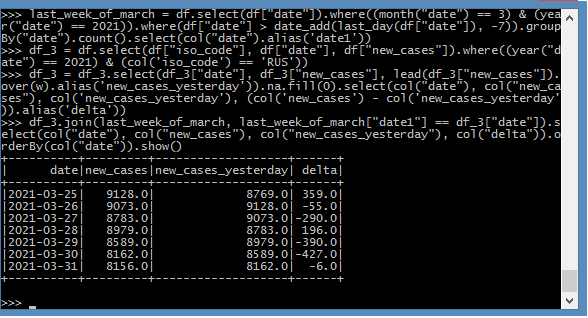 >>> last_week_of_march = df.select(df["date"]).where((month("date") == 3) & (yea
r("date") == 2021)).where(df["date"] > date_add(last_day(df["date"]), -7)).group
By("date").count().select(col("date").alias('date1'))
>>> df_3 = df.select(df["iso_code"], df["date"], df["new_cases"]).where((year("d
ate") == 2021) & (col('iso_code') == 'RUS'))
>>> df_3 = df_3.select(df_3["date"], df_3["new_cases"], lead(df_3["new_cases"]).
over(w).alias('new_cases_yesterday')).na.fill(0).select(col("date"), col("new_ca
ses"), col('new_cases_yesterday'), (col('new_cases') - col('new_cases_yesterday'
)).alias('delta'))
>>> df_3.join(last_week_of_march, last_week_of_march["date1"] == df_3["date"]).s
elect(col("date"), col("new_cases"), col("new_cases_yesterday"), col("delta")).o
rderBy(col("date")).show()
+----------+---------+-------------------+------+
|      date|new_cases|new_cases_yesterday| delta|
+----------+---------+-------------------+------+
|2021-03-25|   9128.0|             8769.0| 359.0|
|2021-03-26|   9073.0|             9128.0| -55.0|
|2021-03-27|   8783.0|             9073.0|-290.0|
|2021-03-28|   8979.0|             8783.0| 196.0|
|2021-03-29|   8589.0|             8979.0|-390.0|
|2021-03-30|   8162.0|             8589.0|-427.0|
|2021-03-31|   8156.0|             8162.0|  -6.0|
+----------+---------+-------------------+------+
>>> _